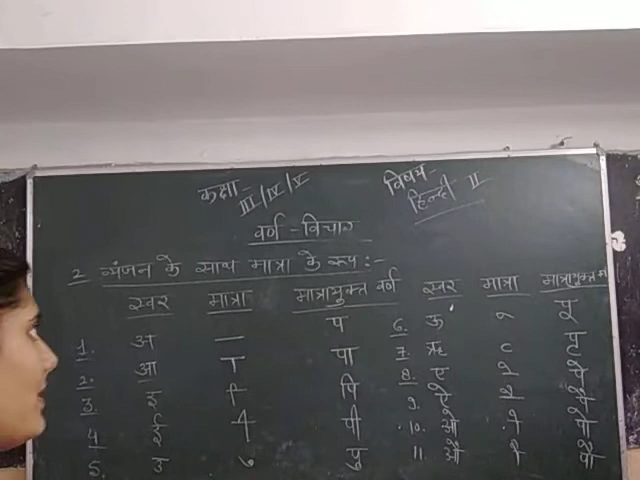 कक्षा - विषय -
III/IV/V हिन्दी - II
वर्ण - विचार
2 व्यंजन के साथ मात्रा के रूप :-
स्वर मात्रा मात्रायुक्त वर्ण स्वर मात्रा मात्रायुक्त वर्ण
1. अ — प 6. ऊ ू पू
2. आ ा पा 7. ऋ ृ पृ
3 इ ि पि 8. ए े पे
4 ई ी पी 9. ऐ ै पै
5. उ ु पु 10. ओ ो पो
11. औ ौ पौ